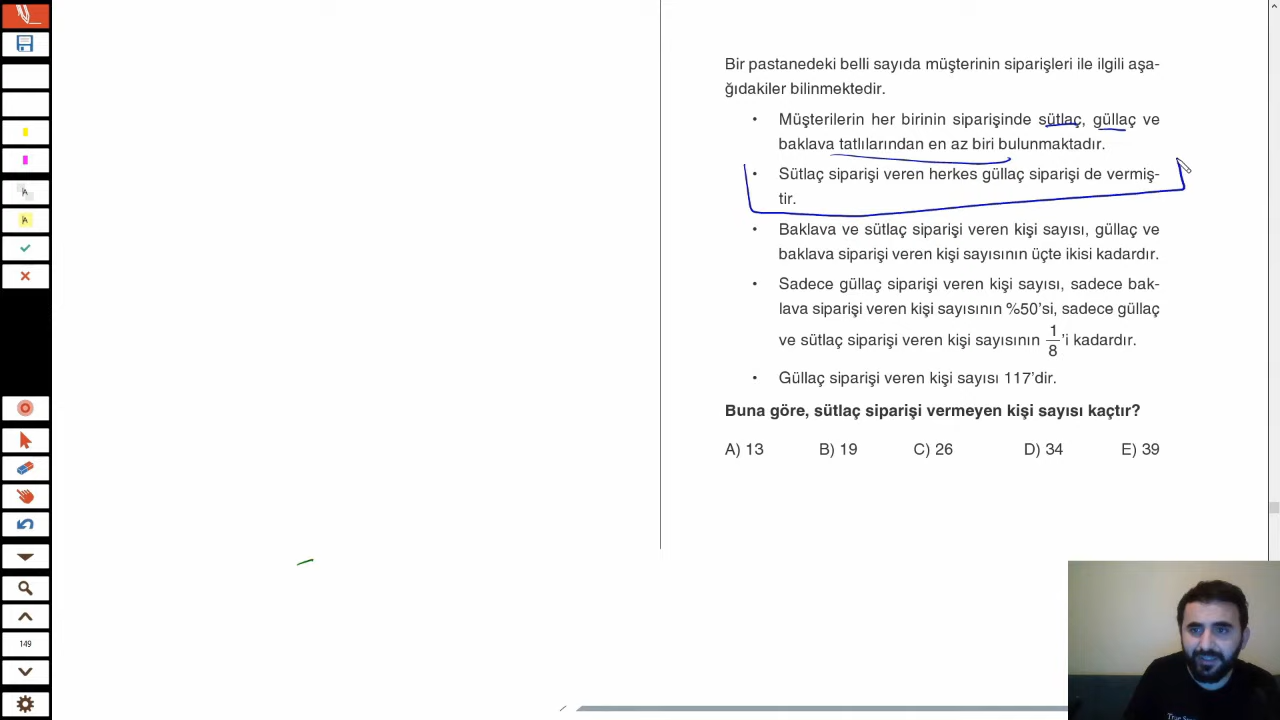 Bir pastanedeki belli sayıda müşterinin siparişleri ile ilgili aşa-
ğıdakiler bilinmektedir.
• Müşterilerin her birinin siparişinde sütlaç, güllaç ve
baklava tatlılarından en az biri bulunmaktadır.
• Sütlaç siparişi veren herkes güllaç siparişi de vermiş-
tir.
• Baklava ve sütlaç siparişi veren kişi sayısı, güllaç ve
baklava siparişi veren kişi sayısının üçte ikisi kadardır.
• Sadece güllaç siparişi veren kişi sayısı, sadece bak-
lava siparişi veren kişi sayısının %50'si, sadece güllaç
ve sütlaç siparişi veren kişi sayısının 1/8'i kadardır.
• Güllaç siparişi veren kişi sayısı 117'dir.
Buna göre, sütlaç siparişi vermeyen kişi sayısı kaçtır?
A) 13 B) 19 C) 26 D) 34 E) 39
A
A
149